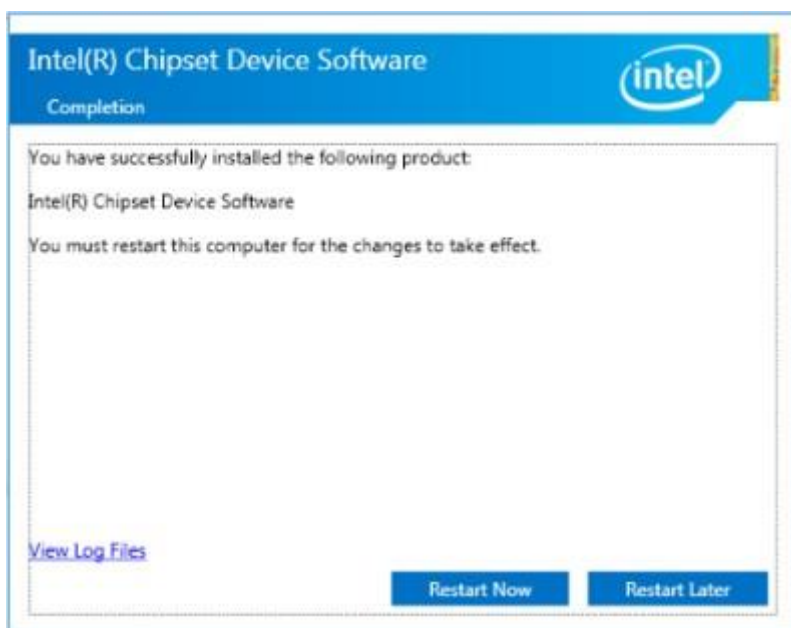 Intel(R) Chipset Device Software
intel
Completion
You have successfully installed the following product:
Intel(R) Chipset Device Software
You must restart this computer for the changes to take effect.
View Log Files
Restart Now
Restart Later